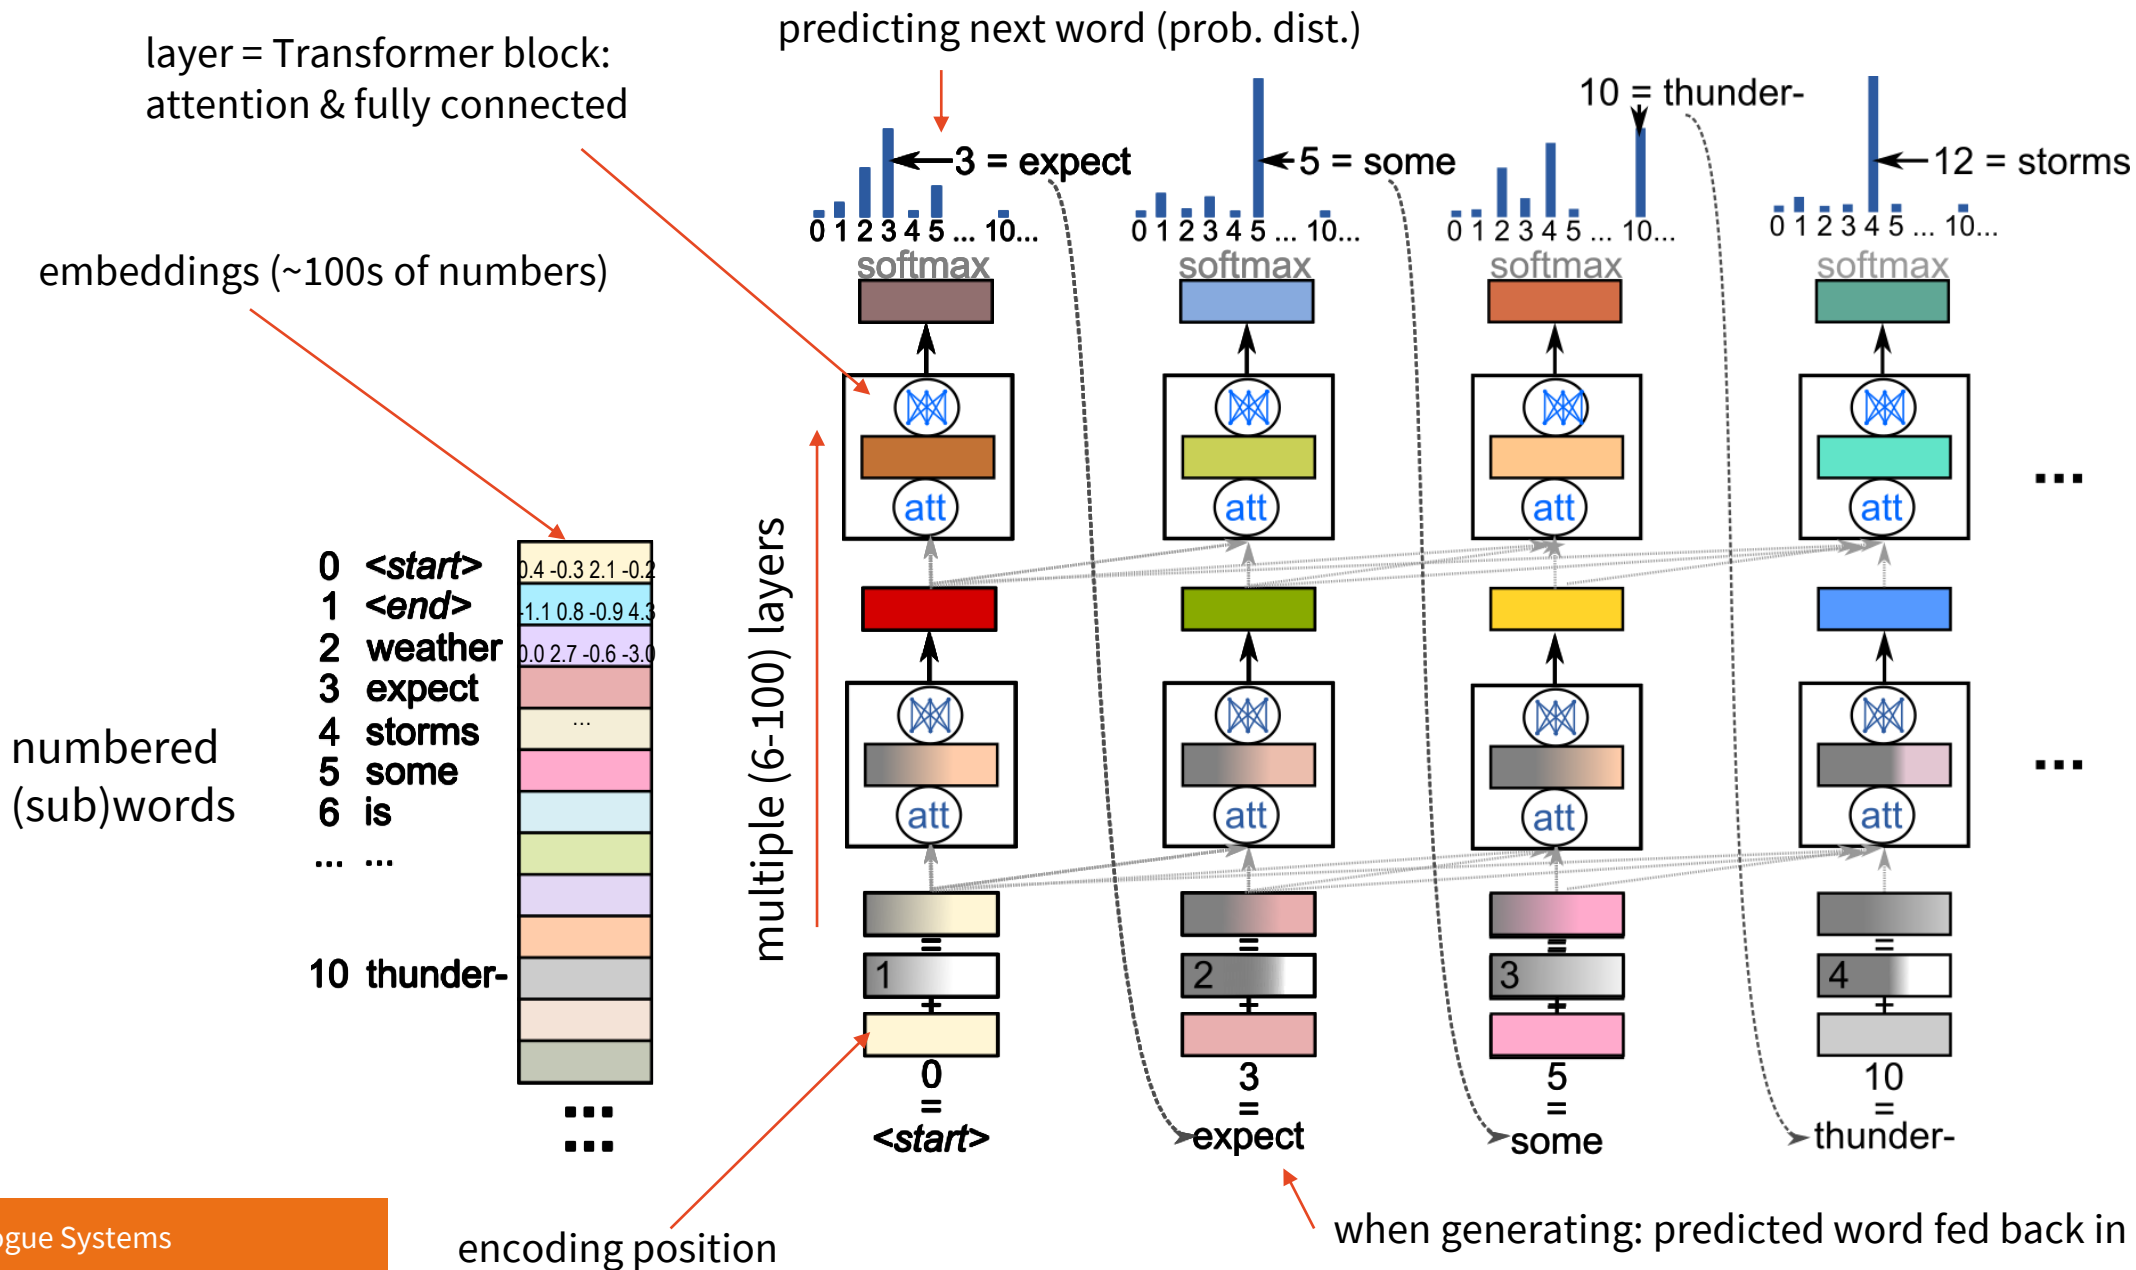 layer = Transformer block:
attention & fully connected
predicting next word (prob. dist.)
embeddings (~100s of numbers)
3 = expect
5 = some
10 = thunder-
12 = storms
0 1 2 3 4 5 ... 10...
0 1 2 3 4 5 ... 10...
0 1 2 3 4 5 ... 10...
0 1 2 3 4 5 ... 10...
softmax
softmax
softmax
softmax
att
att
att
att
...
multiple (6-100) layers
numbered
(sub)words
0 <start> 0.4 -0.3 2.1 -0.2
1 <end> -1.1 0.8 -0.9 4.3
2 weather 0.0 2.7 -0.6 -3.0
3 expect
4 storms ...
5 some
6 is
... ...
10 thunder-
...
...
att
att
att
att
...
= = = =
1 2 3 4
+ + + +
0 3 5 10
= = = =
<start> expect some thunder-
encoding position
when generating: predicted word fed back in
ogue Systems